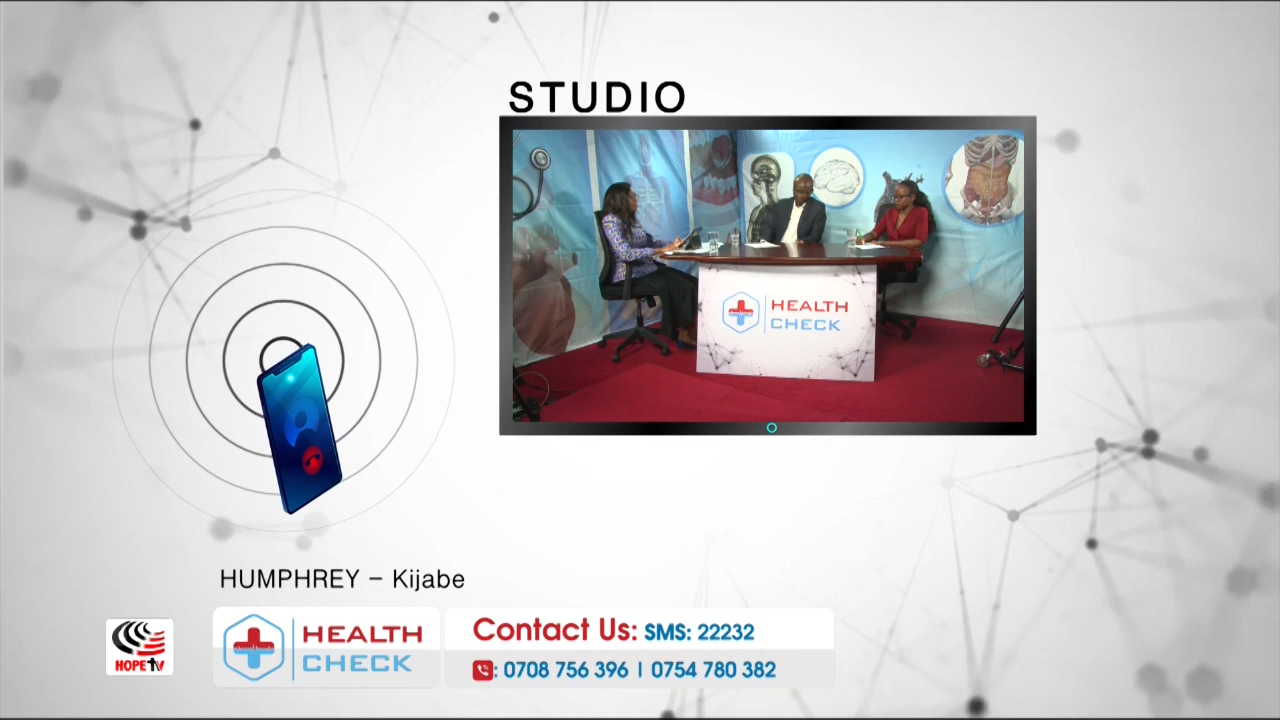 STUDIO
HEALTH
CHECK
HUMPHREY – Kijabe
HOPE TV
HEALTH
CHECK
Contact Us: SMS: 22232
: 0708 756 396 | 0754 780 382